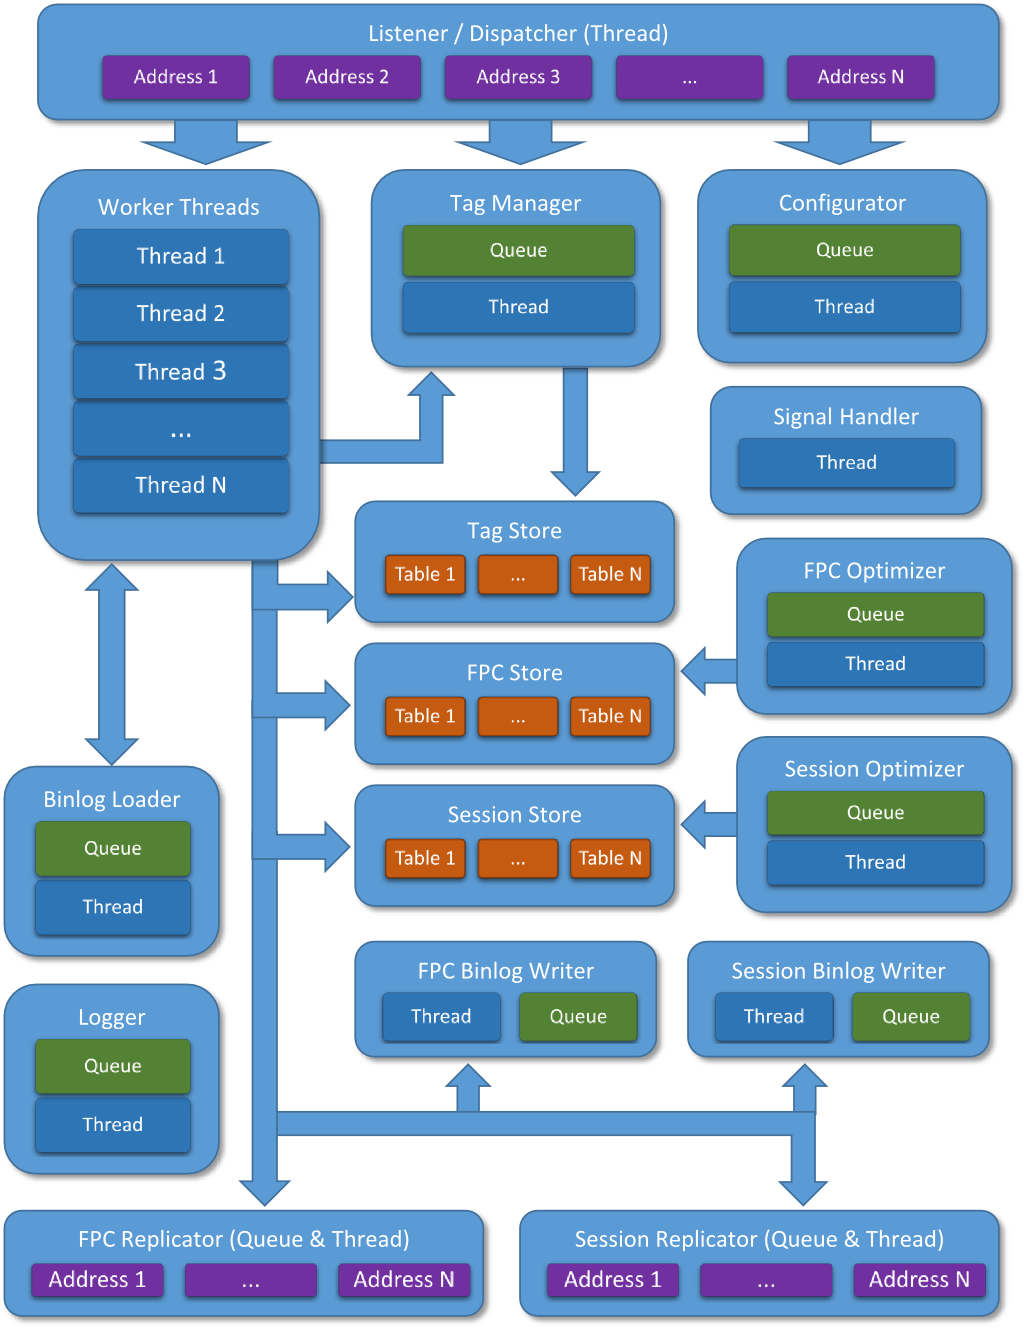 Listener / Dispatcher (Thread)
Address 1
Address 2
Address 3
...
Address N
Worker Threads
Thread 1
Thread 2
Thread 3
...
Thread N
Tag Manager
Queue
Thread
Configurator
Queue
Thread
Signal Handler
Thread
Tag Store
Table 1
...
Table N
FPC Optimizer
Queue
Thread
FPC Store
Table 1
...
Table N
Session Optimizer
Queue
Thread
Session Store
Table 1
...
Table N
Binlog Loader
Queue
Thread
FPC Binlog Writer
Thread
Queue
Session Binlog Writer
Thread
Queue
Logger
Queue
Thread
FPC Replicator (Queue & Thread)
Address 1
...
Address N
Session Replicator (Queue & Thread)
Address 1
...
Address N